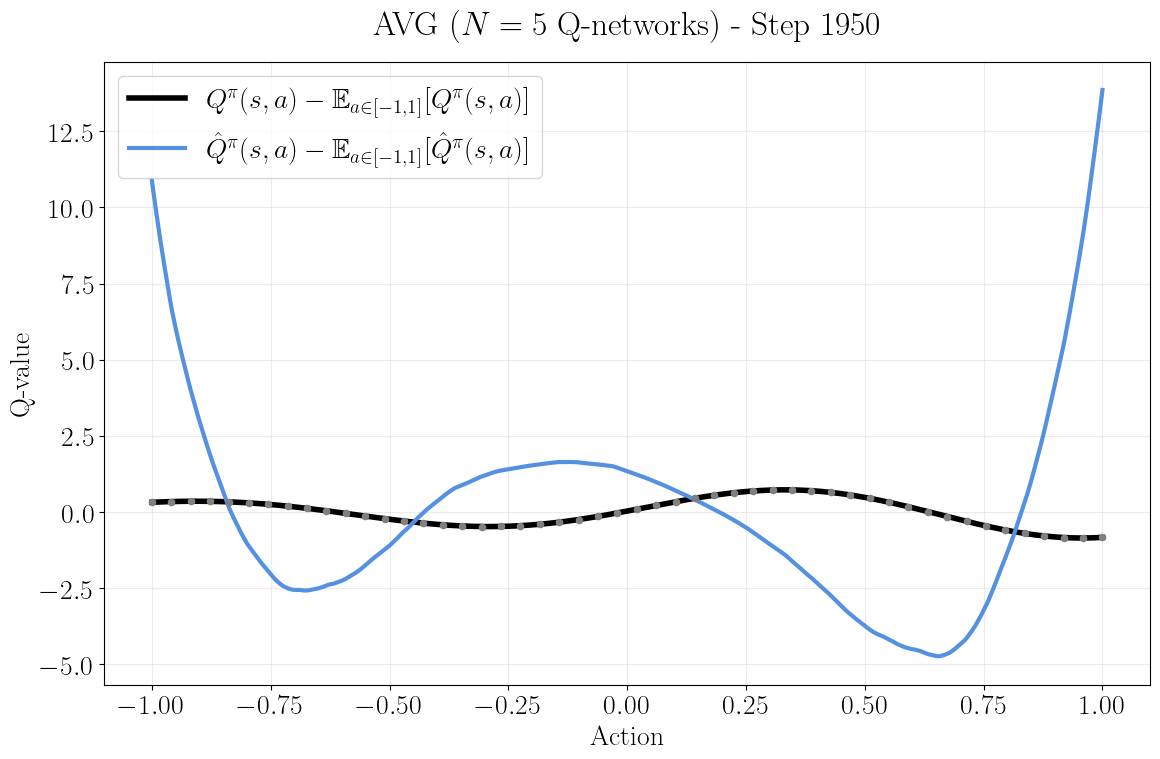 AVG (N = 5 Q-networks) - Step 1950
Q^π(s, a) − 𝔼_{a∈[−1,1]}[Q^π(s, a)]
Q̂^π(s, a) − 𝔼_{a∈[−1,1]}[Q̂^π(s, a)]
Q-value
12.5
10.0
7.5
5.0
2.5
0.0
−2.5
−5.0
−1.00 −0.75 −0.50 −0.25 0.00 0.25 0.50 0.75 1.00
Action